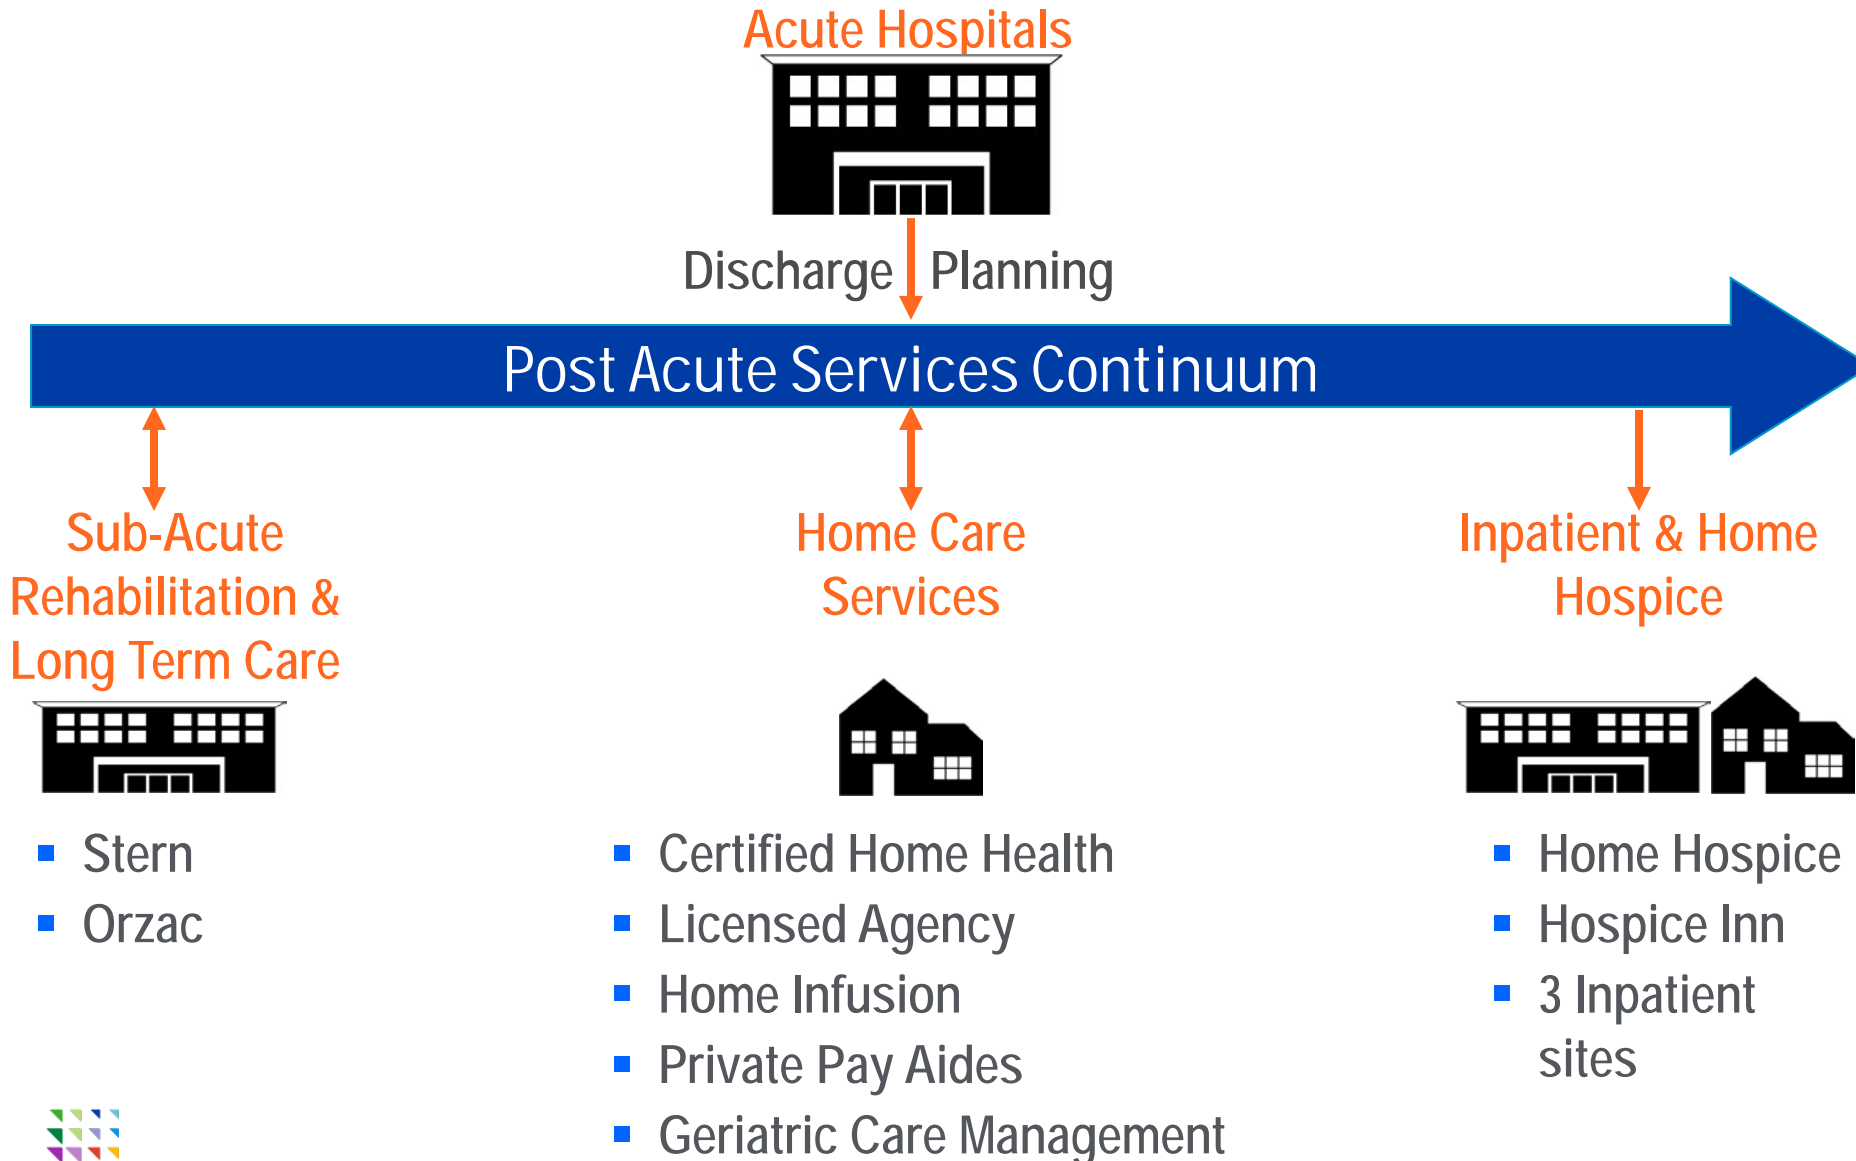 Acute Hospitals
Discharge Planning
Post Acute Services Continuum
Sub-Acute
Rehabilitation &
Long Term Care
Stern
Orzac
Home Care
Services
Certified Home Health
Licensed Agency
Home Infusion
Private Pay Aides
Geriatric Care Management
Inpatient & Home
Hospice
Home Hospice
Hospice Inn
3 Inpatient
sites